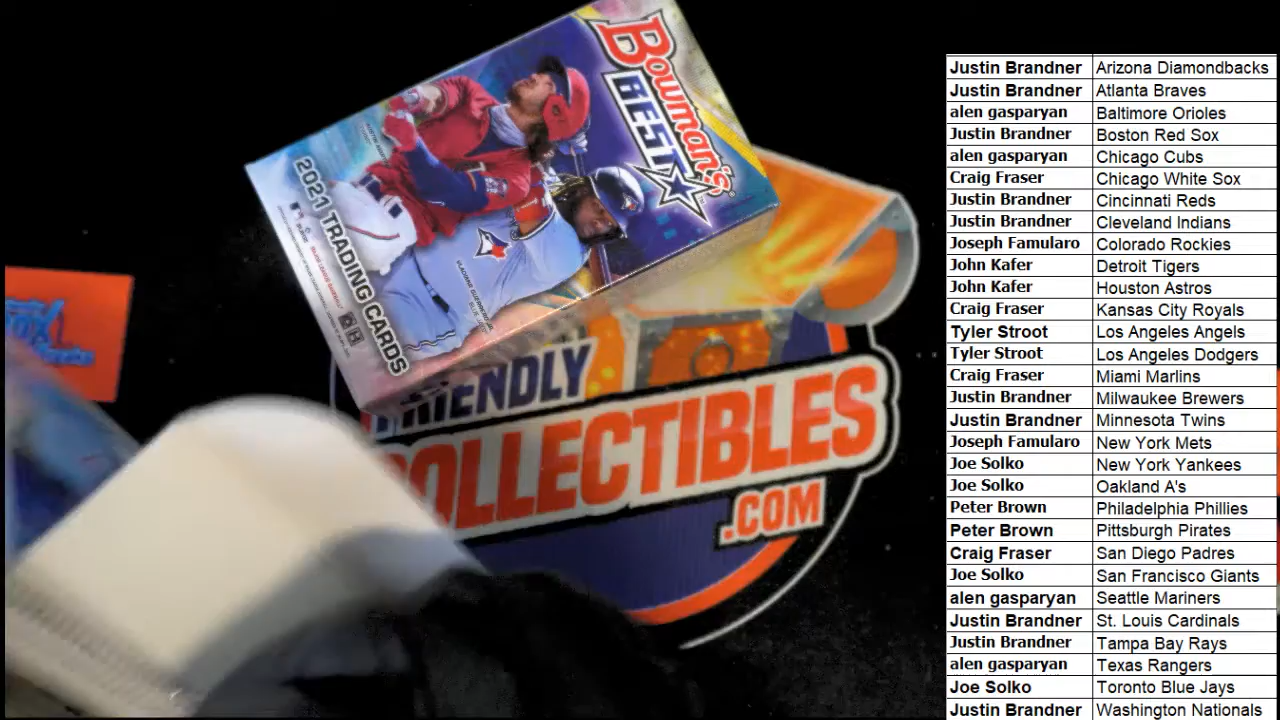 Bowman's
BEST
2021 TRADING CARDS
FRIENDLY
COLLECTIBLES
.COM
Justin Brandner Arizona Diamondbacks
Justin Brandner Atlanta Braves
alen gasparyan Baltimore Orioles
Justin Brandner Boston Red Sox
alen gasparyan Chicago Cubs
Craig Fraser Chicago White Sox
Justin Brandner Cincinnati Reds
Justin Brandner Cleveland Indians
Joseph Famularo Colorado Rockies
John Kafer Detroit Tigers
John Kafer Houston Astros
Craig Fraser Kansas City Royals
Tyler Stroot Los Angeles Angels
Tyler Stroot Los Angeles Dodgers
Craig Fraser Miami Marlins
Justin Brandner Milwaukee Brewers
Justin Brandner Minnesota Twins
Joseph Famularo New York Mets
Joe Solko New York Yankees
Joe Solko Oakland A's
Peter Brown Philadelphia Phillies
Peter Brown Pittsburgh Pirates
Craig Fraser San Diego Padres
Joe Solko San Francisco Giants
alen gasparyan Seattle Mariners
Justin Brandner St. Louis Cardinals
Justin Brandner Tampa Bay Rays
alen gasparyan Texas Rangers
Joe Solko Toronto Blue Jays
Justin Brandner Washington Nationals